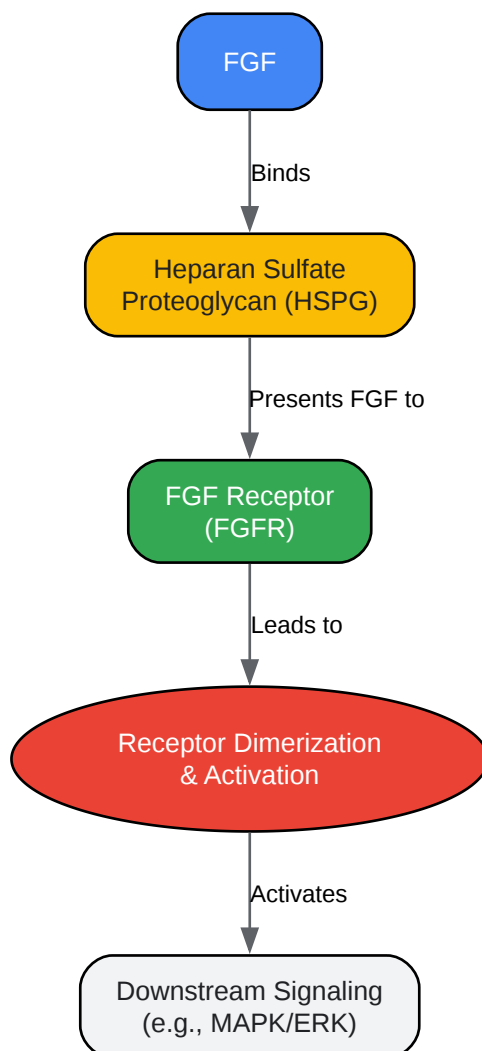 FGF
Binds
Heparan Sulfate
Proteoglycan (HSPG)
Presents FGF to
FGF Receptor
(FGFR)
Leads to
Receptor Dimerization
& Activation
Activates
Downstream Signaling
(e.g., MAPK/ERK)